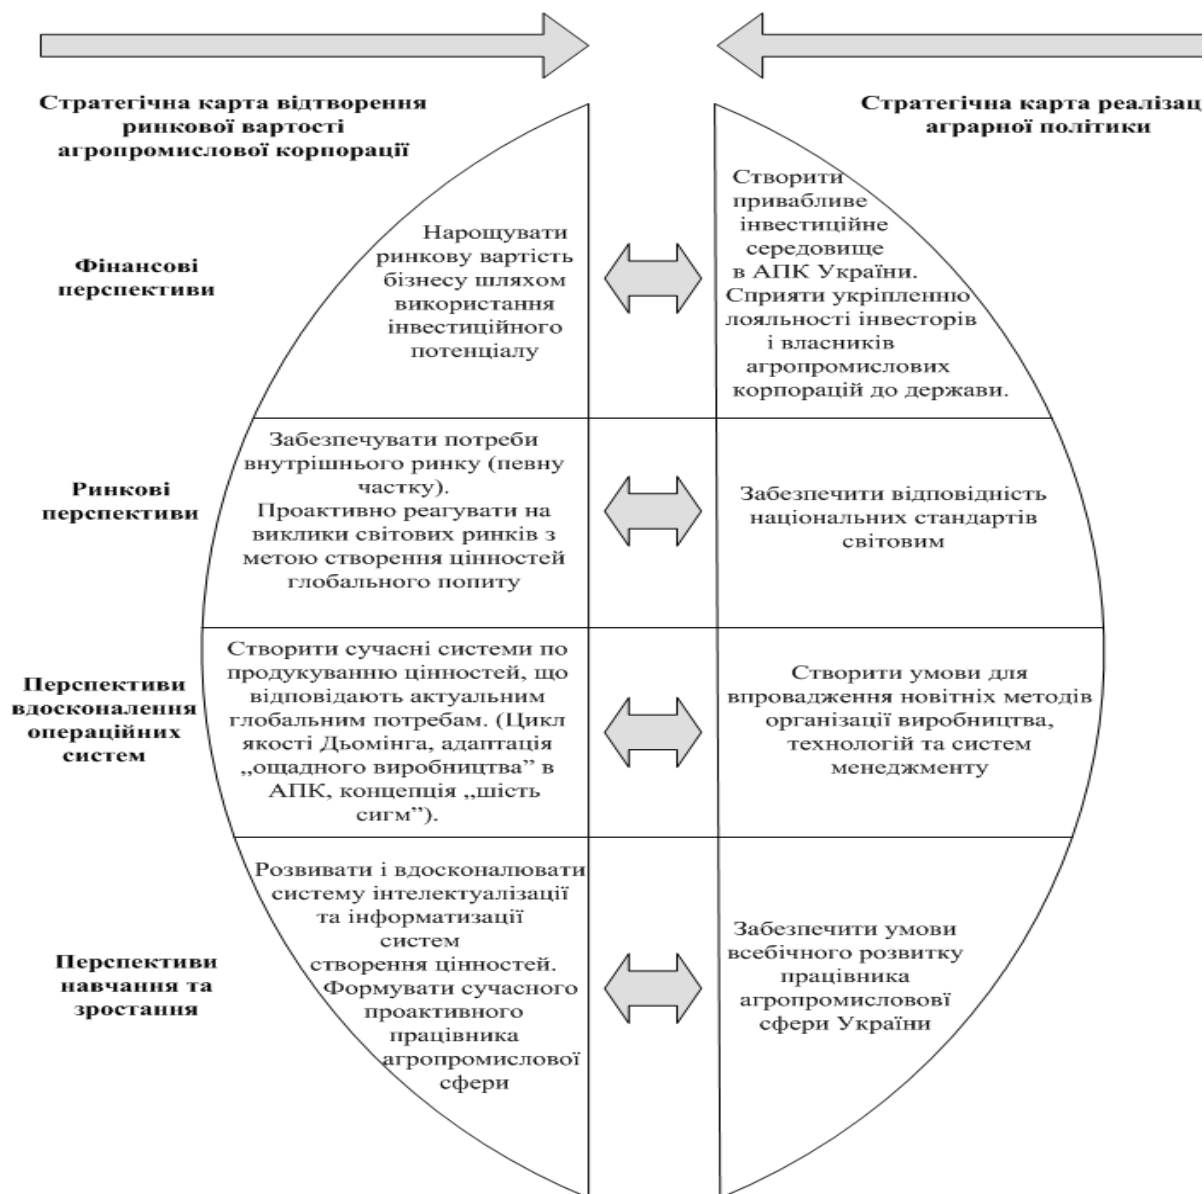 Стратегічна карта відтворення
ринкової вартості
агропромислової корпорації
Стратегічна карта реалізац
аграрної політики
Фінансові
перспективи
Нарощувати
ринкову вартість
бізнесу шляхом
використання
інвестиційного
потенціалу
Створити
привабливе
інвестиційне
середовище
в АПК України.
Сприяти укріпленню
лояльності інвесторів
і власників
агропромислових
корпорацій до держави.
Ринкові
перспективи
Забезпечувати потреби
внутрішнього ринку (певну
частку).
Проактивно реагувати на
виклики світових ринків з
метою створення цінностей
глобального попиту
Забезпечити відповідність
національних стандартів
світовим
Перспективи
вдосконалення
операційних
систем
Створити сучасні системи по
продукуванню цінностей, що
відповідають актуальним
глобальним потребам. (Цикл
якості Дьомінга, адаптація
„ощадного виробництва” в
АПК, концепція „шість
сигм”).
Створити умови для
впровадження новітніх методів
організації виробництва,
технологій та систем
менеджменту
Перспективи
навчання та
зростання
Розвивати і вдосконалювати
систему інтелектуалізації
та інформатизації
систем
створення цінностей.
Формувати сучасного
проактивного
працівника
агропромислової
сфери
Забезпечити умови
всебічного розвитку
працівника
агропромисловові
сфери України